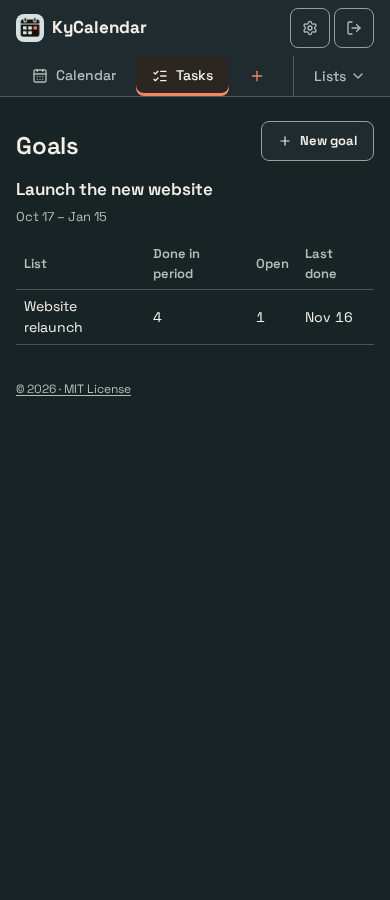 KyCalendar
Calendar
Tasks
+
Lists
Goals
+ New goal
Launch the new website
Oct 17 – Jan 15
List
Done in
period
Open
Last
done
Website
relaunch
4
1
Nov 16
© 2026 · MIT License